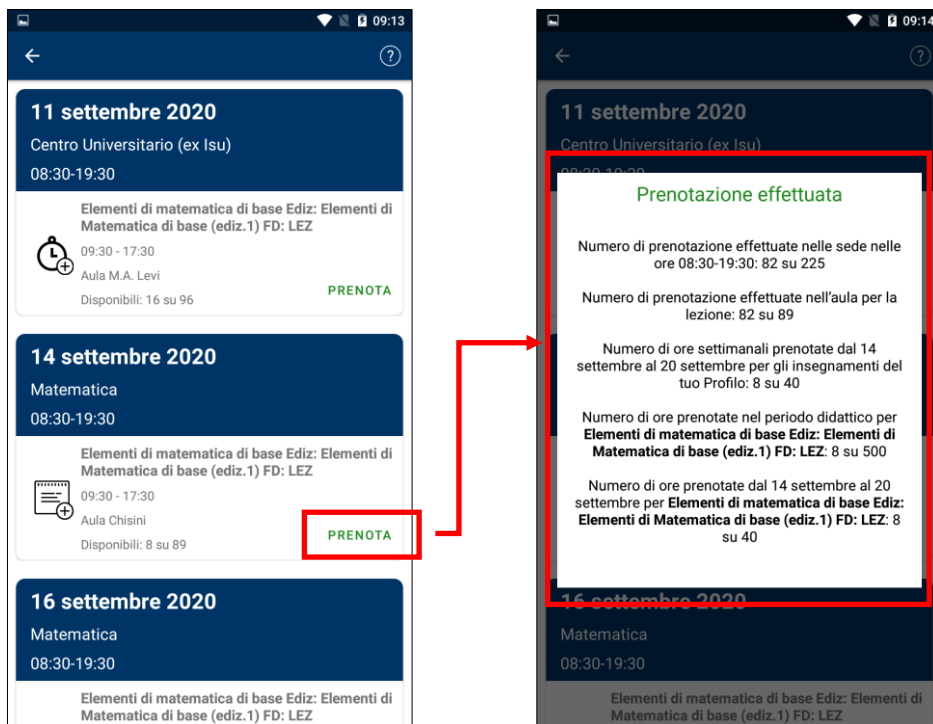 09:13
11 settembre 2020
Centro Universitario (ex Isu)
08:30-19:30
Elementi di matematica di base Ediz: Elementi di
Matematica di base (ediz.1) FD: LEZ
09:30 - 17:30
Aula M.A. Levi
Disponibili: 16 su 96
PRENOTA
14 settembre 2020
Matematica
08:30-19:30
Elementi di matematica di base Ediz: Elementi di
Matematica di base (ediz.1) FD: LEZ
09:30 - 17:30
Aula Chisini
Disponibili: 8 su 89
PRENOTA
16 settembre 2020
Matematica
08:30-19:30
Elementi di matematica di base Ediz: Elementi di
Matematica di base (ediz.1) FD: LEZ
09:14
11 settembre 2020
Centro Universitario (ex Isu)
08:30-19:30
Prenotazione effettuata
Numero di prenotazione effettuate nelle sede nelle
ore 08:30-19:30: 82 su 225
Numero di prenotazione effettuate nell'aula per la
lezione: 82 su 89
Numero di ore settimanali prenotate dal 14
settembre al 20 settembre per gli insegnamenti del
tuo Profilo: 8 su 40
Numero di ore prenotate nel periodo didattico per
Elementi di matematica di base Ediz: Elementi di
Matematica di base (ediz.1) FD: LEZ: 8 su 500
Numero di ore prenotate dal 14 settembre al 20
settembre per Elementi di matematica di base Ediz:
Elementi di Matematica di base (ediz.1) FD: LEZ: 8
su 40
16 settembre 2020
Matematica
08:30-19:30
Elementi di matematica di base Ediz: Elementi di
Matematica di base (ediz.1) FD: LEZ